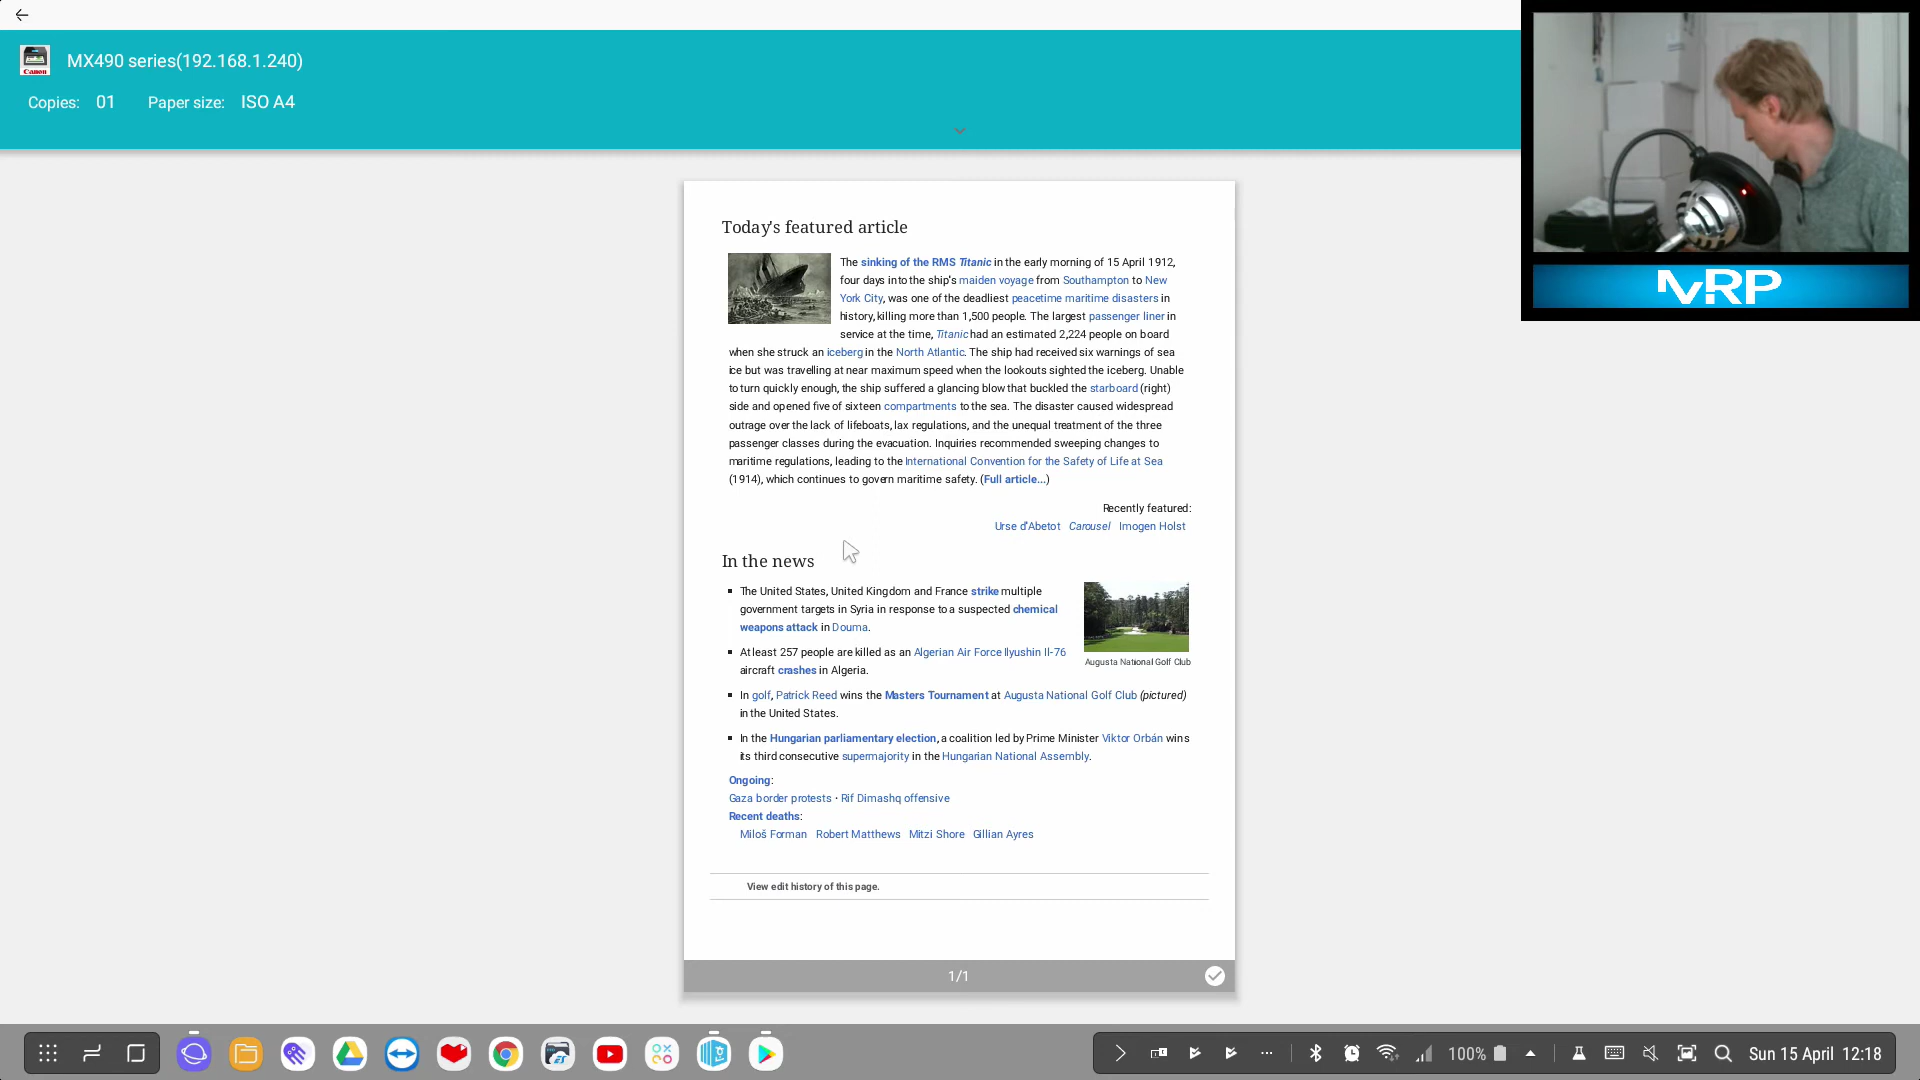 MX490 series(192.168.1.240)
Copies: 01 Paper size: ISO A4
Canon
MRP
Today's featured article
The sinking of the RMS Titanic in the early morning of 15 April 1912,
four days into the ship's maiden voyage from Southampton to New
York City, was one of the deadliest peacetime maritime disasters in
history, killing more than 1,500 people. The largest passenger liner in
service at the time, Titanic had an estimated 2,224 people on board
when she struck an iceberg in the North Atlantic. The ship had received six warnings of sea
ice but was travelling at near maximum speed when the lookouts sighted the iceberg. Unable
to turn quickly enough, the ship suffered a glancing blow that buckled the starboard (right)
side and opened five of sixteen compartments to the sea. The disaster caused widespread
outrage over the lack of lifeboats, lax regulations, and the unequal treatment of the three
passenger classes during the evacuation. Inquiries recommended sweeping changes to
maritime regulations, leading to the International Convention for the Safety of Life at Sea
(1914), which continues to govern maritime safety. (Full article...)
Recently featured:
Urse d'Abetot Carousel Imogen Holst
In the news
The United States, United Kingdom and France strike multiple
government targets in Syria in response to a suspected chemical
weapons attack in Douma.
At least 257 people are killed as an Algerian Air Force Ilyushin Il-76
aircraft crashes in Algeria.
Augusta National Golf Club
In golf, Patrick Reed wins the Masters Tournament at Augusta National Golf Club (pictured)
in the United States.
In the Hungarian parliamentary election, a coalition led by Prime Minister Viktor Orbán wins
its third consecutive supermajority in the Hungarian National Assembly.
Ongoing:
Gaza border protests · Rif Dimashq offensive
Recent deaths:
Miloš Forman Robert Matthews Mitzi Shore Gillian Ayres
View edit history of this page.
1/1
100% Sun 15 April 12:18